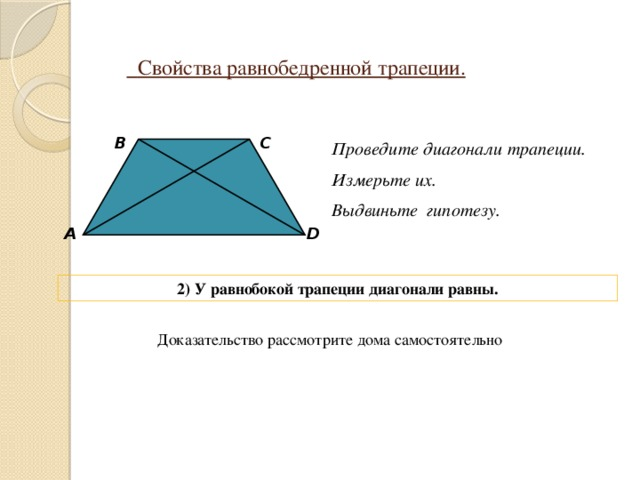 Свойства равнобедренной трапеции.
B C
Проведите диагонали трапеции.
Измерьте их.
Выдвиньте гипотезу.
A D
2) У равнобокой трапеции диагонали равны.
Доказательство рассмотрите дома самостоятельно